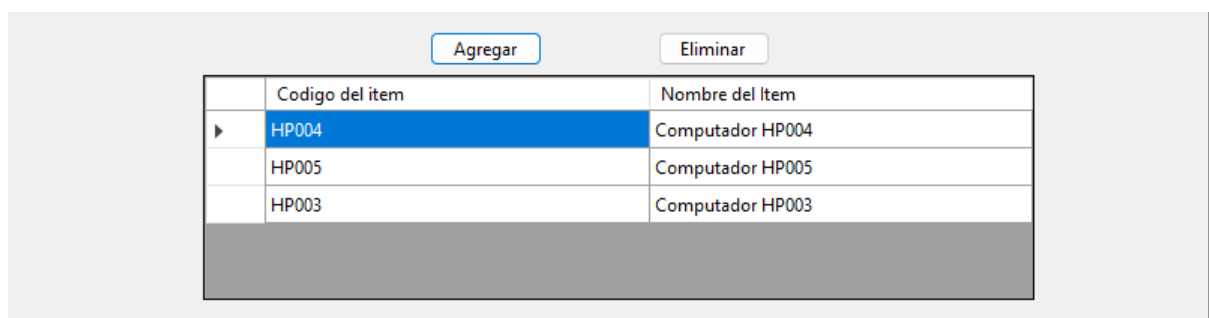 Agregar Eliminar
Codigo del item Nombre del Item
HP004 Computador HP004
HP005 Computador HP005
HP003 Computador HP003